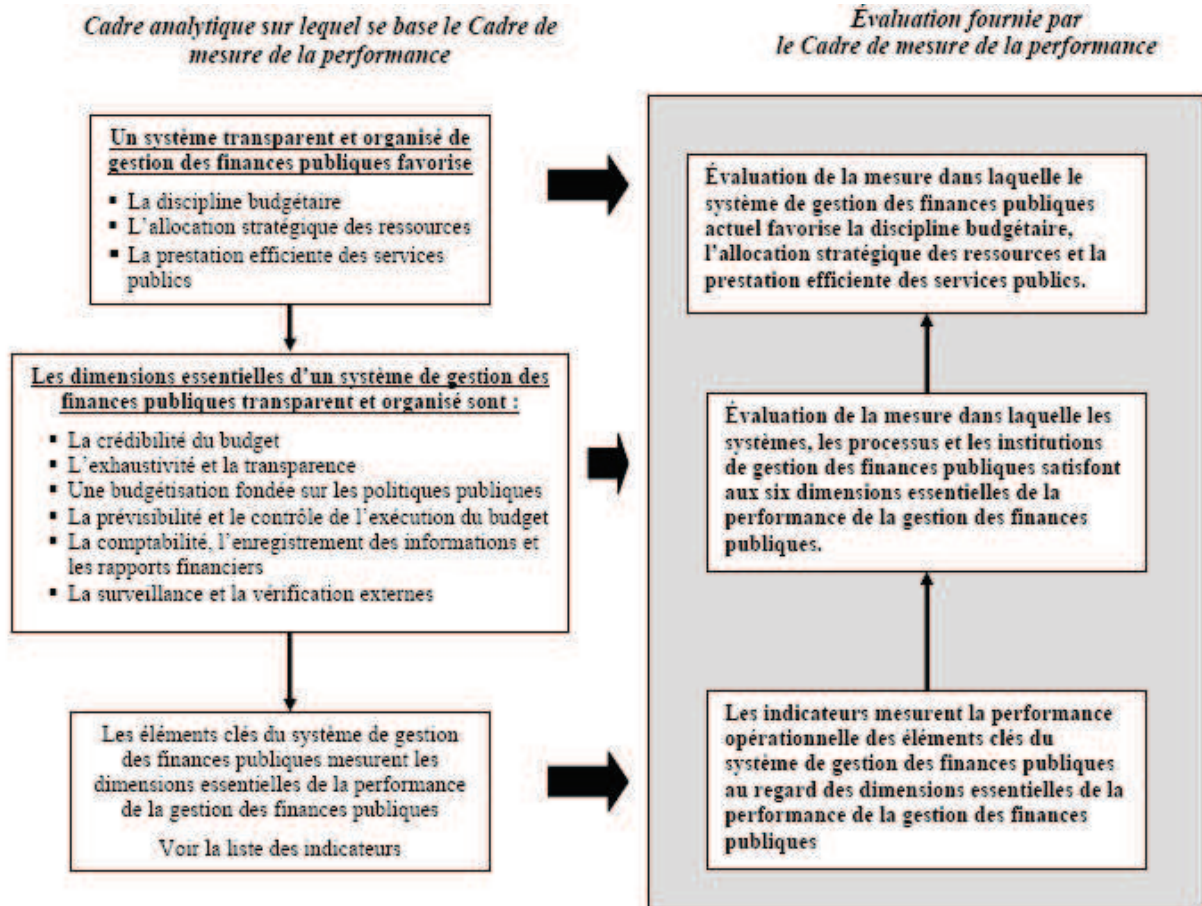 Cadre analytique sur lequel se base le Cadre de
mesure de la performance
Un système transparent et organisé de
gestion des finances publiques favorise
▪ La discipline budgétaire
▪ L'allocation stratégique des ressources
▪ La prestation efficiente des services
publics
Les dimensions essentielles d'un système de gestion des
finances publiques transparent et organisé sont :
▪ La crédibilité du budget
▪ L'exhaustivité et la transparence
▪ Une budgétisation fondée sur les politiques publiques
▪ La prévisibilité et le contrôle de l'exécution du budget
▪ La comptabilité, l'enregistrement des informations et
les rapports financiers
▪ La surveillance et la vérification externes
Les éléments clés du système de gestion
des finances publiques mesurent les
dimensions essentielles de la performance
de la gestion des finances publiques
Voir la liste des indicateurs
Évaluation fournie par
le Cadre de mesure de la performance
Évaluation de la mesure dans laquelle le
système de gestion des finances publiques
actuel favorise la discipline budgétaire,
l'allocation stratégique des ressources et la
prestation efficiente des services publics.
Évaluation de la mesure dans laquelle les
systèmes, les processus et les institutions
de gestion des finances publiques satisfont
aux six dimensions essentielles de la
performance de la gestion des finances
publiques.
Les indicateurs mesurent la performance
opérationnelle des éléments clés du
système de gestion des finances publiques
au regard des dimensions essentielles de la
performance de la gestion des finances
publiques